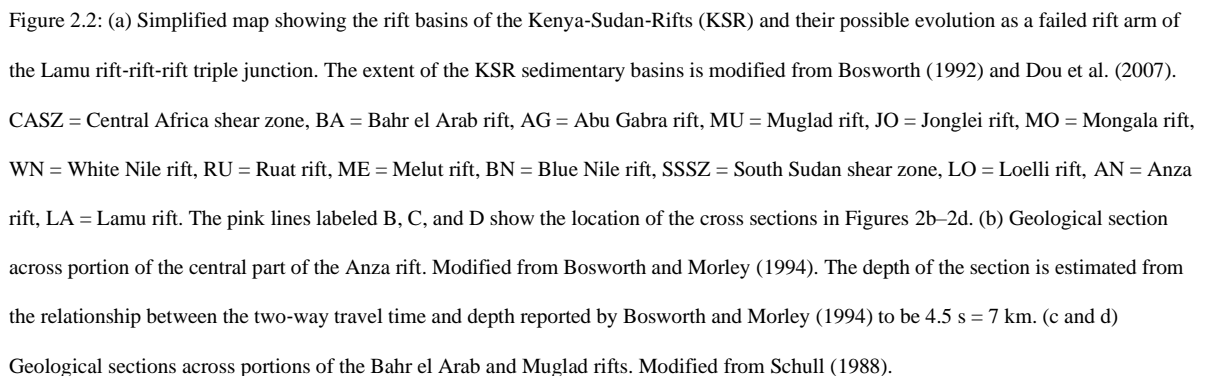 Figure 2.2: (a) Simplified map showing the rift basins of the Kenya-Sudan-Rifts (KSR) and their possible evolution as a failed rift arm of
the Lamu rift-rift-rift triple junction. The extent of the KSR sedimentary basins is modified from Bosworth (1992) and Dou et al. (2007).
CASZ = Central Africa shear zone, BA = Bahr el Arab rift, AG = Abu Gabra rift, MU = Muglad rift, JO = Jonglei rift, MO = Mongala rift,
WN = White Nile rift, RU = Ruat rift, ME = Melut rift, BN = Blue Nile rift, SSSZ = South Sudan shear zone, LO = Loelli rift, AN = Anza
rift, LA = Lamu rift. The pink lines labeled B, C, and D show the location of the cross sections in Figures 2b–2d. (b) Geological section
across portion of the central part of the Anza rift. Modified from Bosworth and Morley (1994). The depth of the section is estimated from
the relationship between the two-way travel time and depth reported by Bosworth and Morley (1994) to be 4.5 s = 7 km. (c and d)
Geological sections across portions of the Bahr el Arab and Muglad rifts. Modified from Schull (1988).